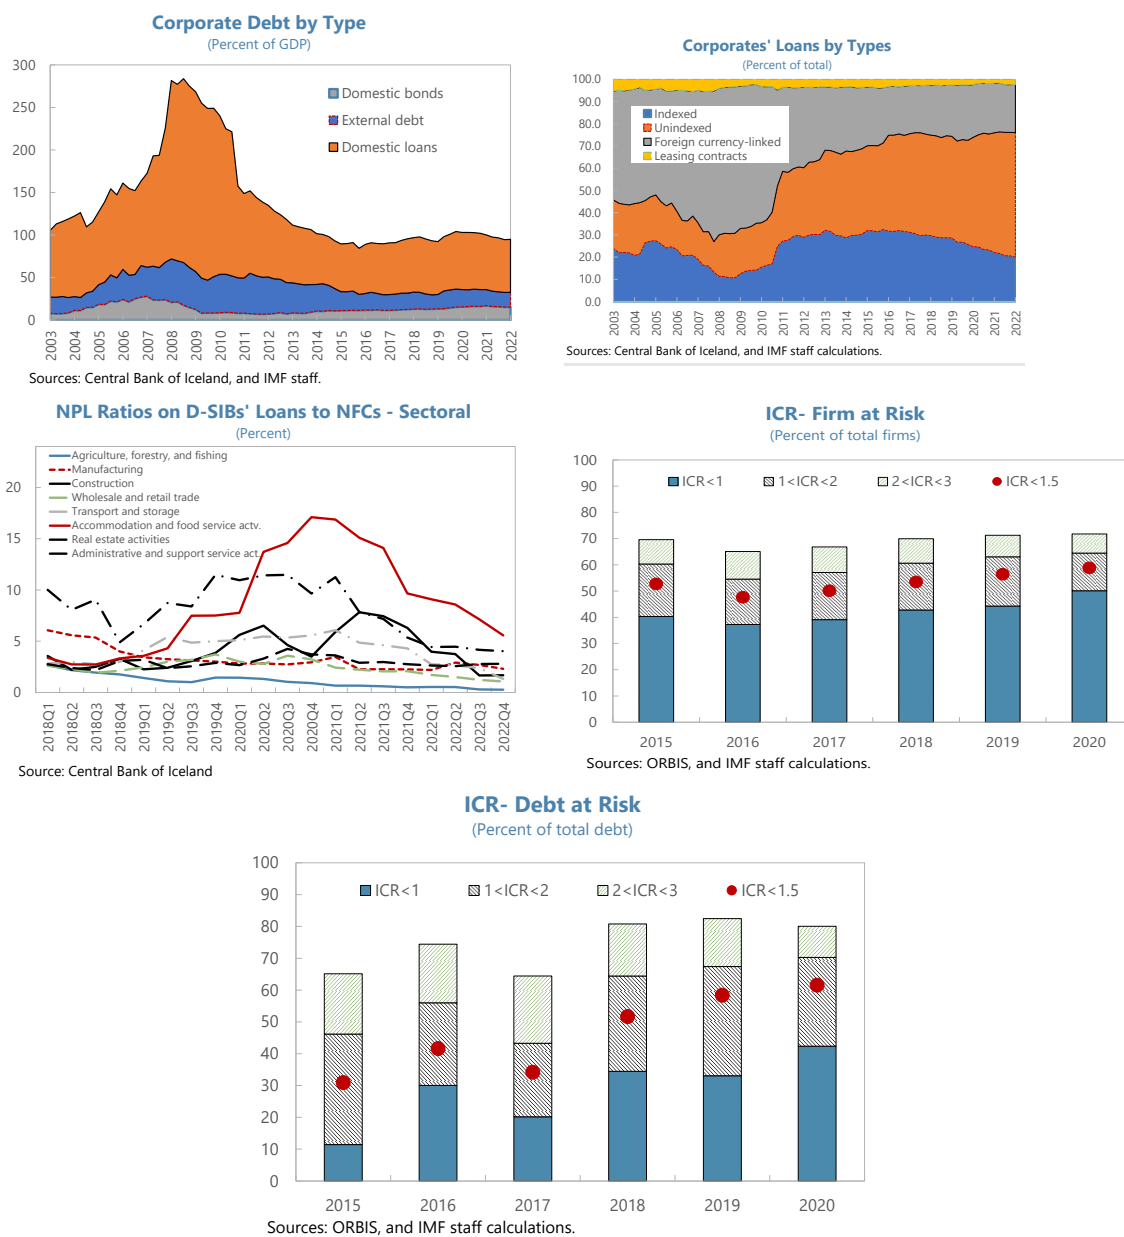 Corporate Debt by Type
(Percent of GDP)
300
250
200
150
100
50
0
Domestic bonds
External debt
Domestic loans
2003
2004
2005
2006
2007
2008
2009
2010
2011
2012
2013
2014
2015
2016
2017
2018
2019
2020
2021
2022
Sources: Central Bank of Iceland, and IMF staff.
Corporates' Loans by Types
(Percent of total)
100.0
90.0
80.0
70.0
60.0
50.0
40.0
30.0
20.0
10.0
0.0
Indexed
Unindexed
Foreign currency-linked
Leasing contracts
2003
2004
2005
2006
2007
2008
2009
2010
2011
2012
2013
2014
2015
2016
2017
2018
2019
2020
2021
2022
Sources: Central Bank of Iceland, and IMF staff calculations.
NPL Ratios on D-SIBs' Loans to NFCs - Sectoral
(Percent)
20
15
10
5
0
Agriculture, forestry, and fishing
Manufacturing
Construction
Wholesale and retail trade
Transport and storage
Accommodation and food service actv.
Real estate activities
Administrative and support service act.
2018Q1
2018Q2
2018Q3
2018Q4
2019Q1
2019Q2
2019Q3
2019Q4
2020Q1
2020Q2
2020Q3
2020Q4
2021Q1
2021Q2
2021Q3
2021Q4
2022Q1
2022Q2
2022Q3
2022Q4
Source: Central Bank of Iceland
ICR- Firm at Risk
(Percent of total firms)
100
90
80
70
60
50
40
30
20
10
0
ICR<1
1<ICR<2
2<ICR<3
ICR<1.5
2015
2016
2017
2018
2019
2020
Sources: ORBIS, and IMF staff calculations.
ICR- Debt at Risk
(Percent of total debt)
100
90
80
70
60
50
40
30
20
10
0
ICR<1
1<ICR<2
2<ICR<3
ICR<1.5
2015
2016
2017
2018
2019
2020
Sources: ORBIS, and IMF staff calculations.